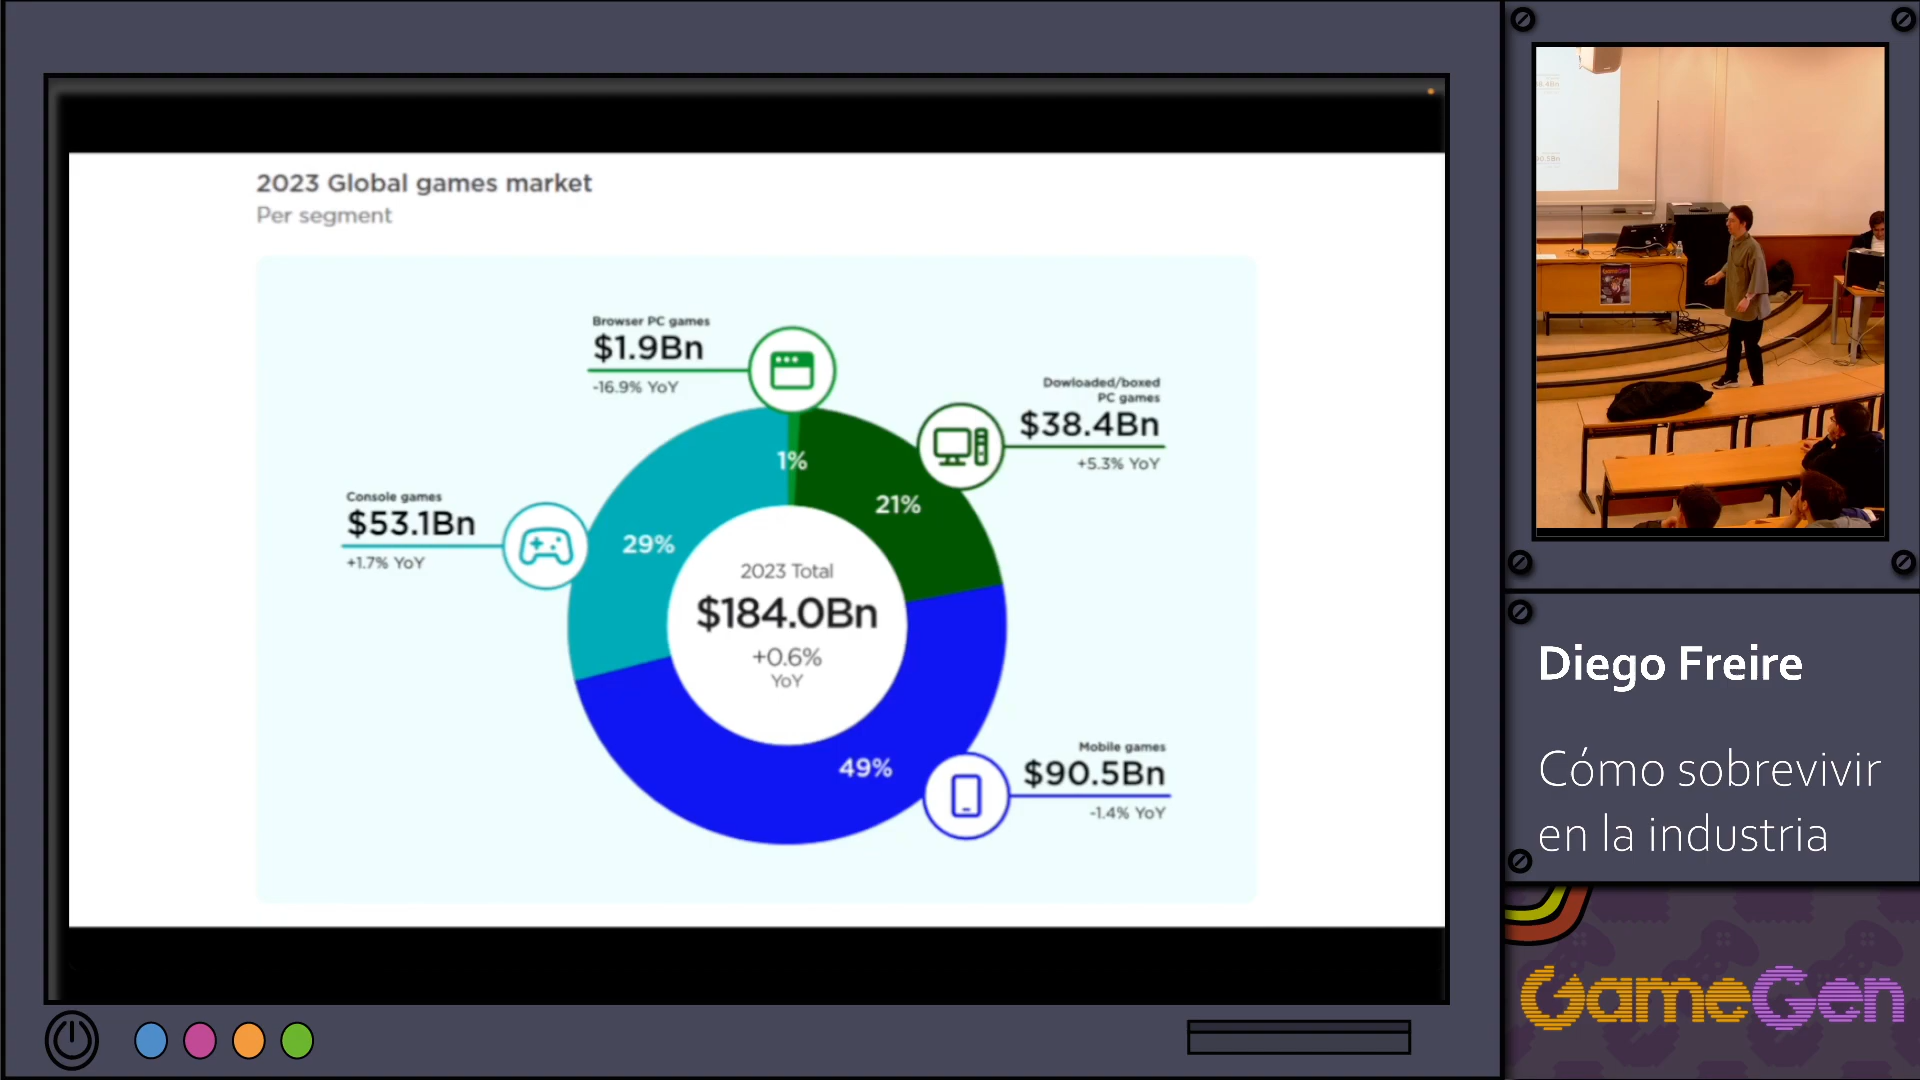 2023 Global games market
Per segment
Browser PC games
$1.9Bn
-16.9% YoY
Dowloaded/boxed
PC games
$38.4Bn
+5.3% YoY
Console games
$53.1Bn
+1.7% YoY
1%
21%
29%
49%
2023 Total
$184.0Bn
+0.6%
YoY
Mobile games
$90.5Bn
-1.4% YoY
Diego Freire
Cómo sobrevivir
en la industria
GameGen